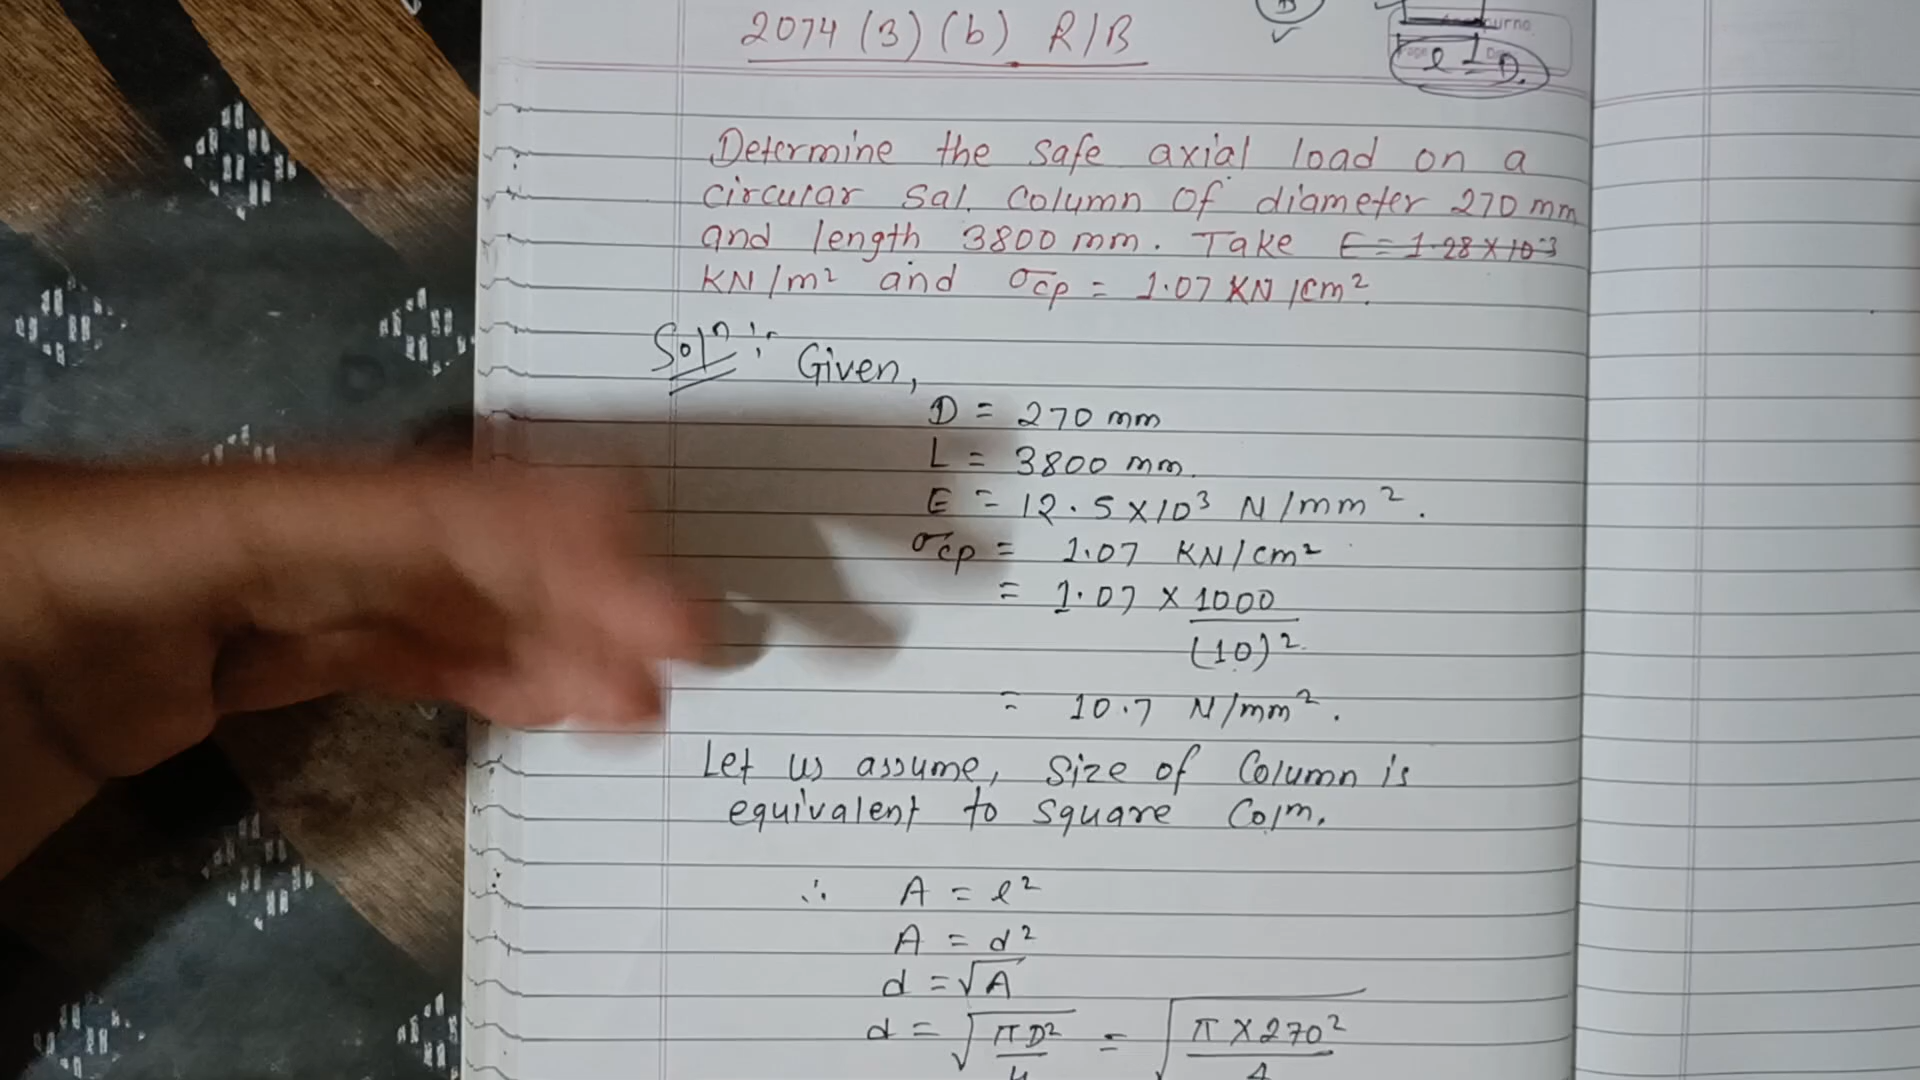 2074 (3) (b) R/B
Determine the safe axial load on a
circular sal. Column of diameter 270 mm
and length 3800 mm. Take E = 1.28 × 10-3
KN/m² and σcp = 1.07 KN/cm².
Solⁿ: Given,
D = 270 mm
L = 3800 mm.
E = 12.5 × 10³ N/mm².
σcp = 1.07 KN/cm²
= 1.07 × 1000
(10)²
= 10.7 N/mm².
Let us assume, size of Column is
equivalent to square Colm.
∴ A = l²
A = d²
d = √A
d = √πD²/4 = √π × 270²/4